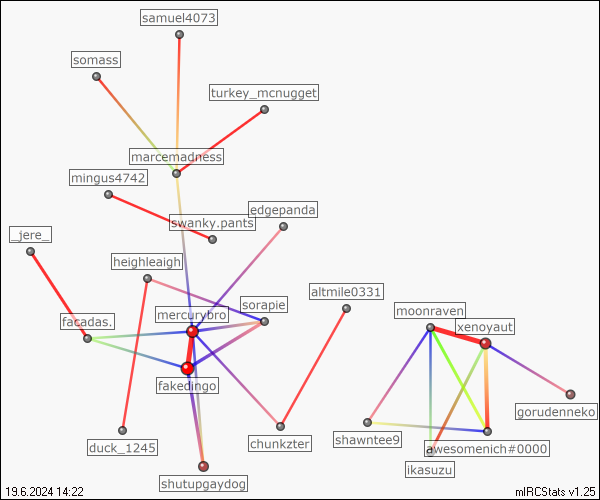 samuel4073
somass
turkey_mcnugget
marcemadness
mingus4742
edgepanda
swanky.pants
_jere_
heighleaigh
altmile0331
sorapie
moonraven
mercurybro
facadas.
xenoyaut
fakedingo
gorudenneko
shawntee9
duck_1245
chunkzter
awesomenich#0000
ikasuzu
shutupgaydog
19.6.2024 14:22
mIRCStats v1.25